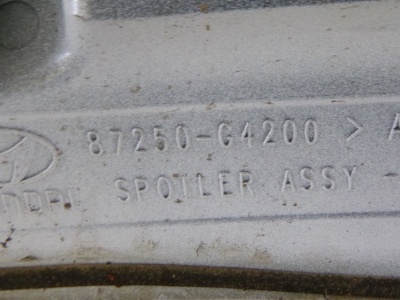 87250-G4200 > A
SPOILER ASSY -